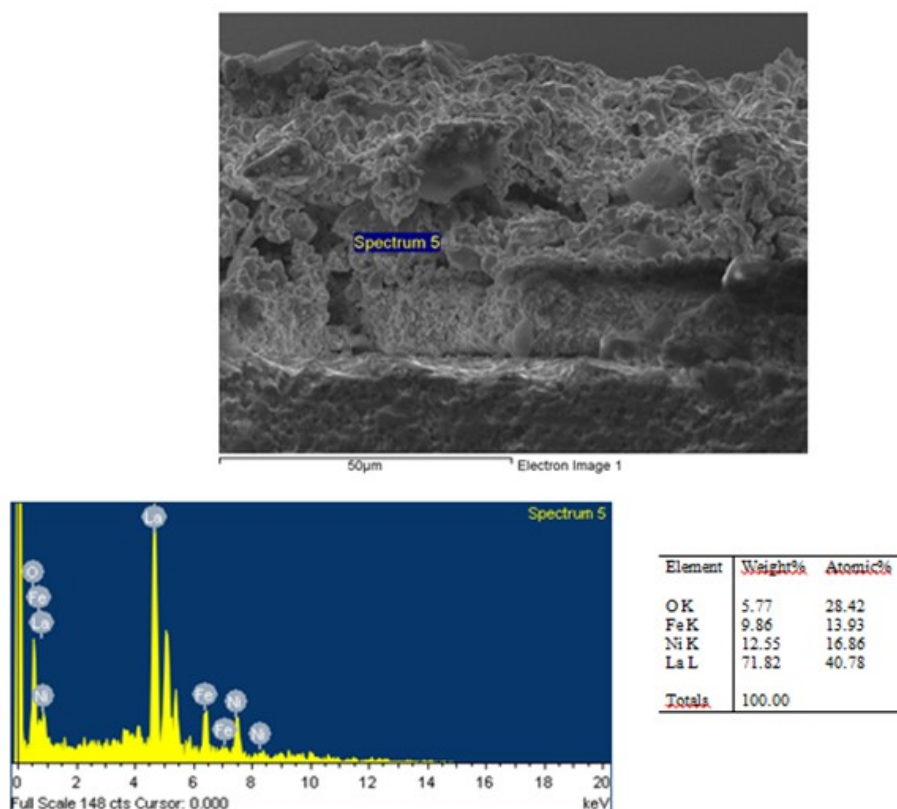 Spectrum 5
50µm
Electron Image 1
Spectrum 5
La
O
Fe
La
Ni
Fe
Ni
Fe
Ni
0 2 4 6 8 10 12 14 16 18 20
Full Scale 148 cts Cursor: 0.000 keV
Element Weight% Atomic%
O K 5.77 28.42
Fe K 9.86 13.93
Ni K 12.55 16.86
La L 71.82 40.78
Totals 100.00